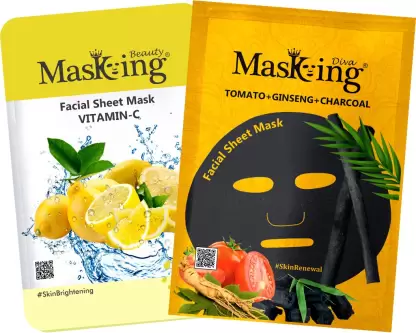 Beauty
Masking®
Facial Sheet Mask
VITAMIN-C
#SkinBrightening
Diva
Masking®
TOMATO+GINSENG+CHARCOAL
Facial Sheet Mask
#SkinRenewal